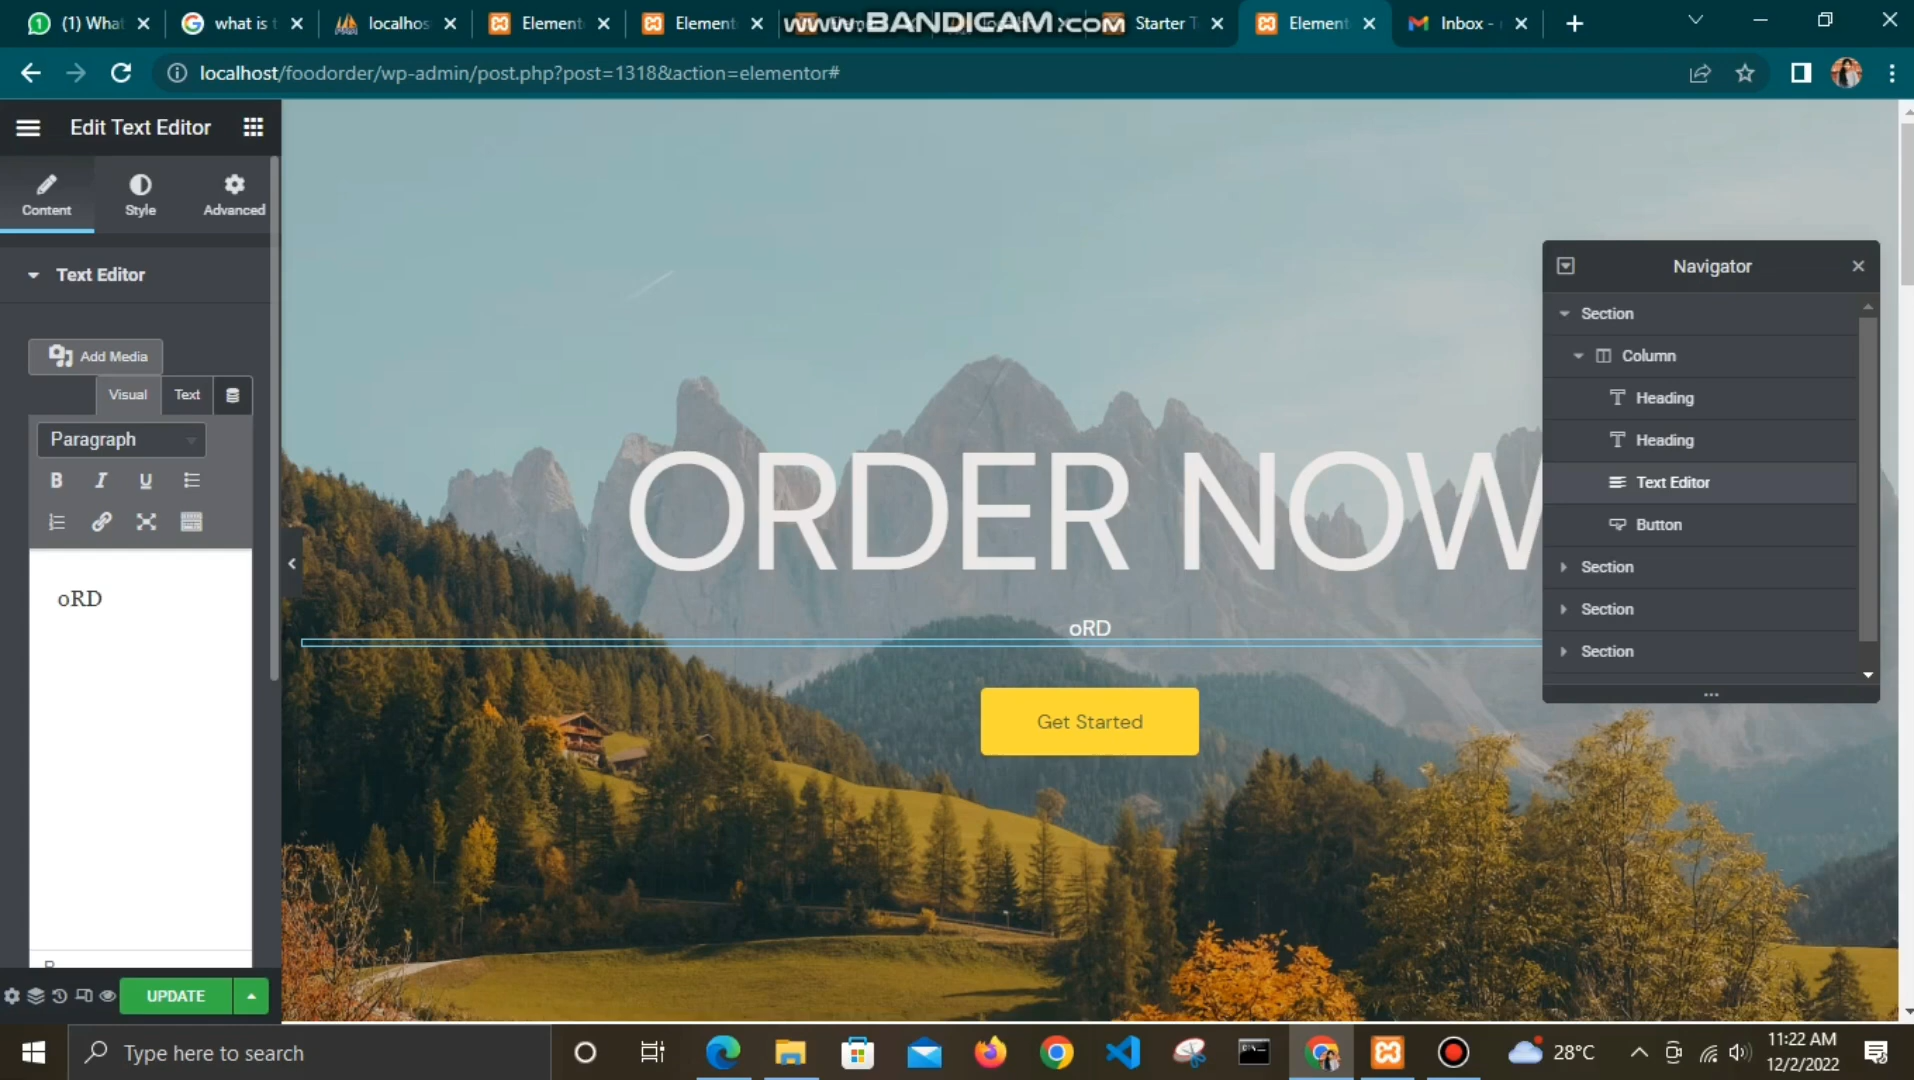 (1) What
what is t
localhos
Element
Element
www.BANDICAM.com
Starter T
Element
Inbox -
localhost/foodorder/wp-admin/post.php?post=1318&action=elementor#
Edit Text Editor
Content
Style
Advanced
Text Editor
Add Media
Visual
Text
Paragraph
B
I
U
oRD
UPDATE
ORDER NOW
oRD
Get Started
Navigator
Section
Column
Heading
Heading
Text Editor
Button
Section
Section
Section
Type here to search
28°C
11:22 AM
12/2/2022